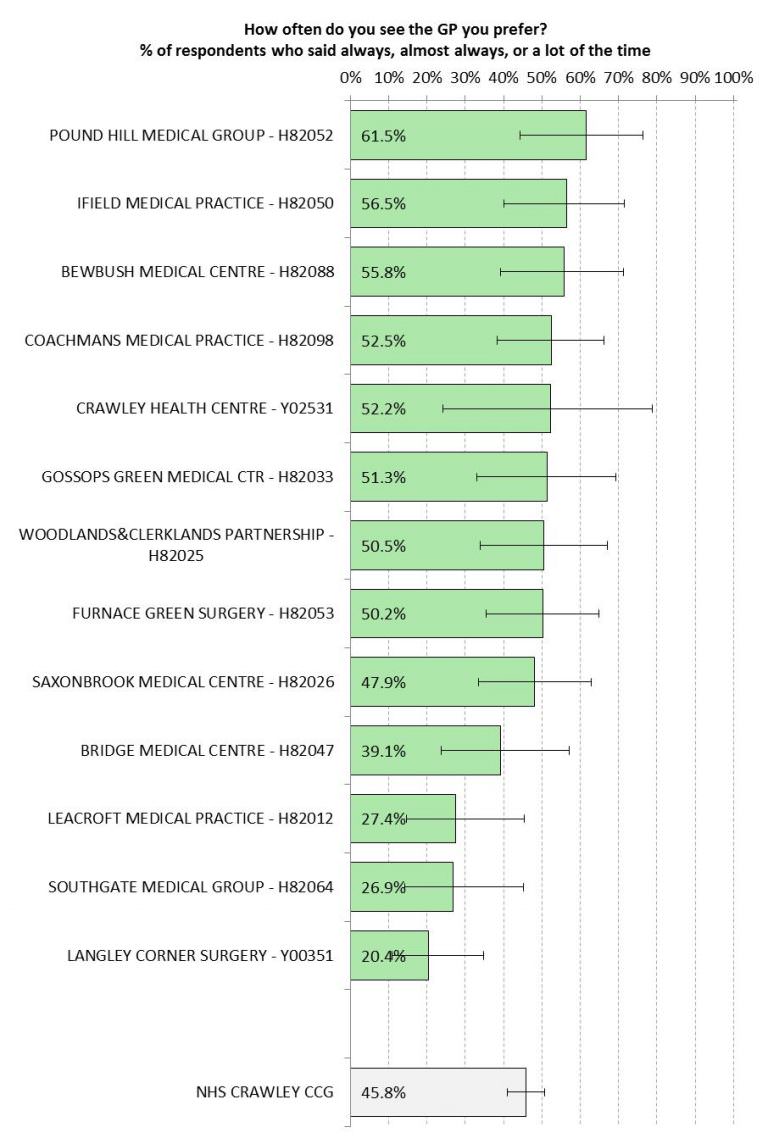 How often do you see the GP you prefer?
% of respondents who said always, almost always, or a lot of the time
0% 10% 20% 30% 40% 50% 60% 70% 80% 90% 100%
POUND HILL MEDICAL GROUP - H82052 61.5%
IFIELD MEDICAL PRACTICE - H82050 56.5%
BEWBUSH MEDICAL CENTRE - H82088 55.8%
COACHMANS MEDICAL PRACTICE - H82098 52.5%
CRAWLEY HEALTH CENTRE - Y02531 52.2%
GOSSOPS GREEN MEDICAL CTR - H82033 51.3%
WOODLANDS&CLERKLANDS PARTNERSHIP -
H82025 50.5%
FURNACE GREEN SURGERY - H82053 50.2%
SAXONBROOK MEDICAL CENTRE - H82026 47.9%
BRIDGE MEDICAL CENTRE - H82047 39.1%
LEACROFT MEDICAL PRACTICE - H82012 27.4%
SOUTHGATE MEDICAL GROUP - H82064 26.9%
LANGLEY CORNER SURGERY - Y00351 20.4%
NHS CRAWLEY CCG 45.8%